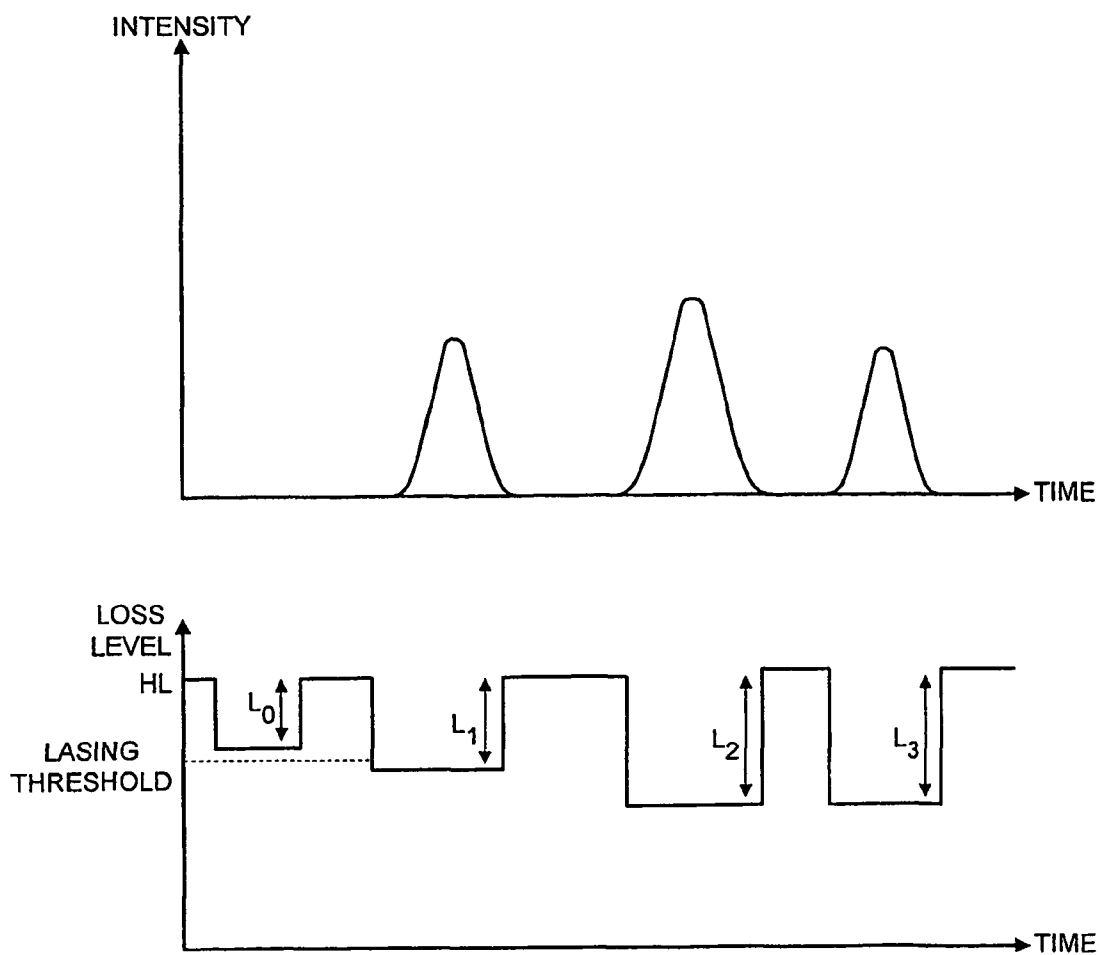 INTENSITY
TIME
LOSS
LEVEL
HL
L0
L1
L2
L3
LASING
THRESHOLD
TIME